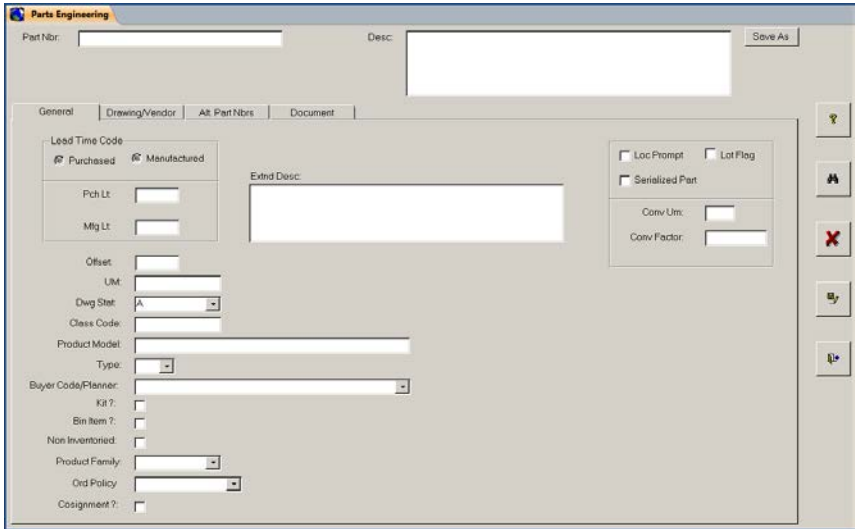 Parts Engineering
Part Nbr:
Desc:
Save As
General
Drawing/Vendor
Alt. Part Nbrs
Document
Lead Time Code
Purchased
Manufactured
Pch Lt:
Mfg Lt:
Extnd Desc:
Loc Prompt
Lot Flag
Serialized Part
Conv Um:
Conv Factor:
Offset:
UM:
Dwg Stat:
A
Class Code:
Product Model:
Type:
Buyer Code/Planner:
Kit ?:
Bin Item ?:
Non Inventoried:
Product Family:
Ord Policy
Cosignment ?: